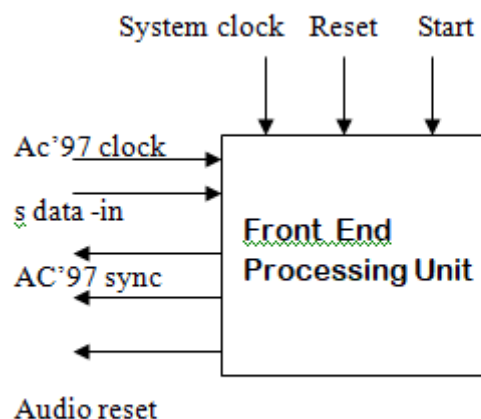 System clock Reset Start
Ac’97 clock
s data -in
Front End
Processing Unit
AC’97 sync
Audio reset